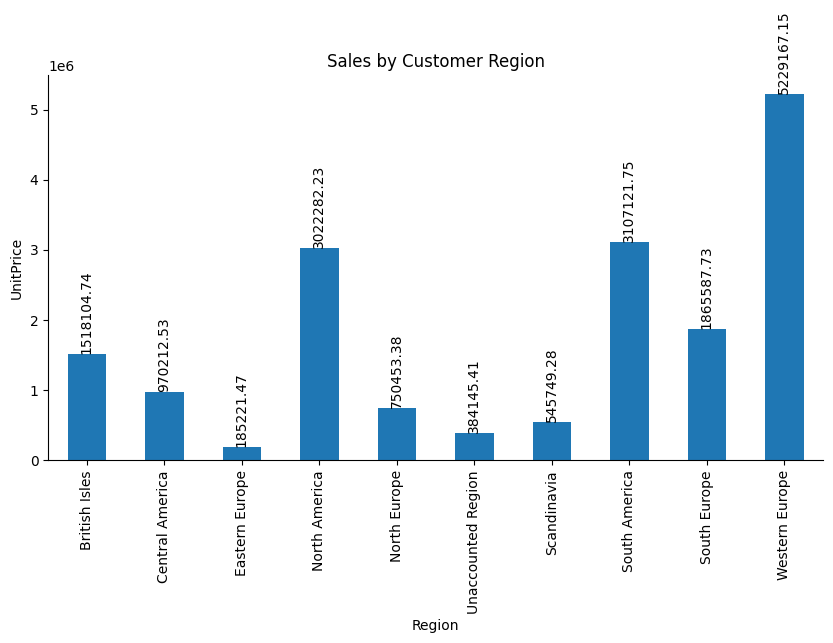 Sales by Customer Region
1e6
UnitPrice
5
4
3
2
1
0
1518104.74
970212.53
185221.47
3022282.23
750453.38
384145.41
545749.28
3107121.75
1865587.73
5229167.15
British Isles
Central America
Eastern Europe
North America
North Europe
Unaccounted Region
Scandinavia
South America
South Europe
Western Europe
Region